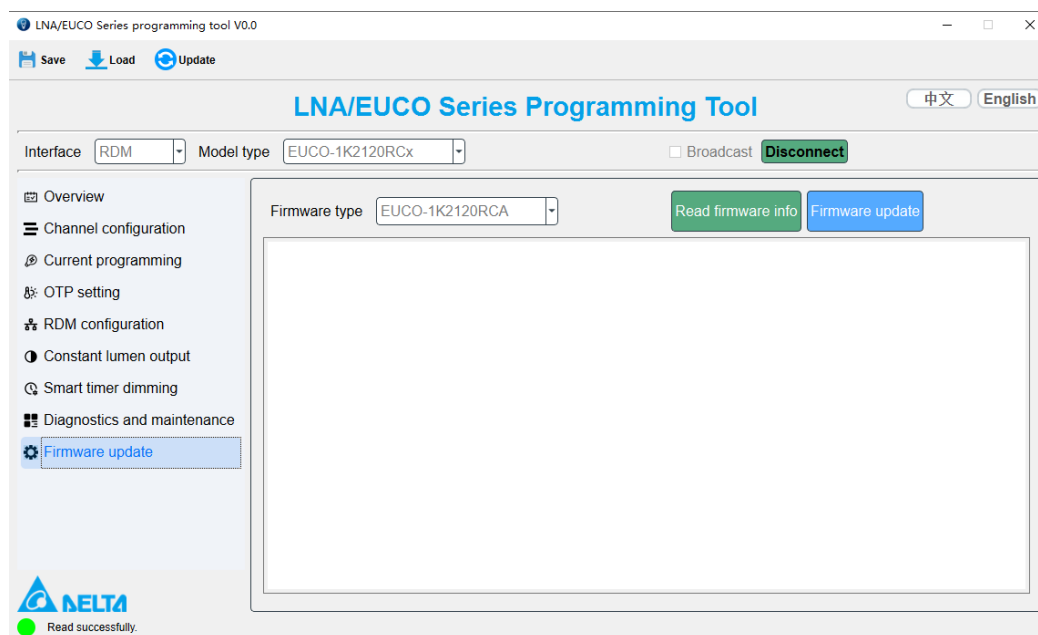 LNA/EUCO Series programming tool V0.0
Save Load Update
LNA/EUCO Series Programming Tool
中文 English
Interface RDM Model type EUCO-1K2120RCx Broadcast Disconnect
Overview
Channel configuration
Current programming
OTP setting
RDM configuration
Constant lumen output
Smart timer dimming
Diagnostics and maintenance
Firmware update
Firmware type EUCO-1K2120RCA Read firmware info Firmware update
DELTA
Read successfully.